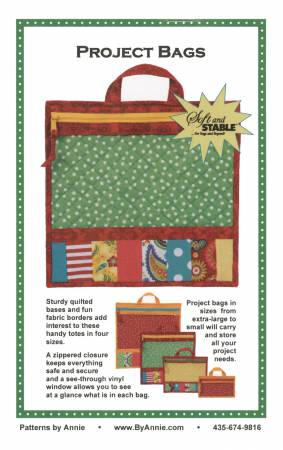 PROJECT BAGS
Soft and
STABLE
...for bags and beyond!
Sturdy quilted
bases and fun
fabric borders add
interest to these
handy totes in four
sizes.
A zippered closure
keeps everything
safe and secure
and a see-through vinyl
window allows you to see
at a glance what is in each bag.
Project bags in
sizes from
extra-large to
small will carry
and store
all your
project
needs.
Patterns by Annie • www.ByAnnie.com • 435-674-9816